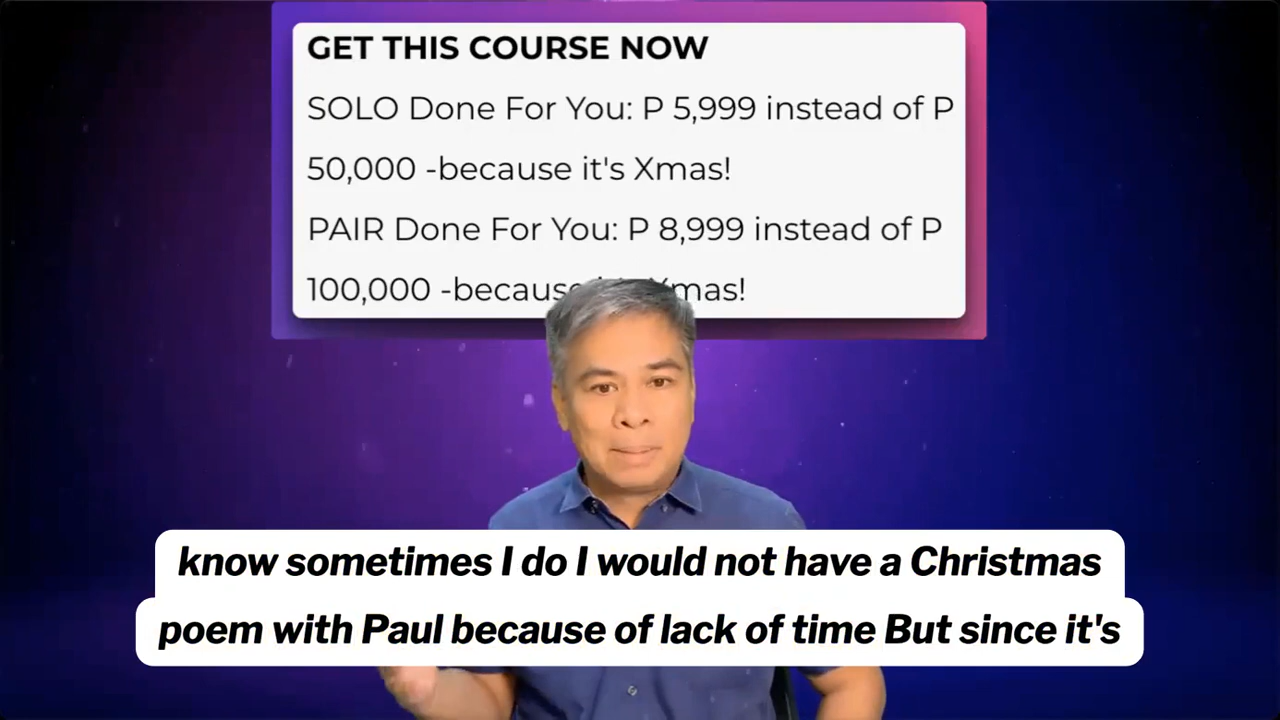 GET THIS COURSE NOW
SOLO Done For You: P 5,999 instead of P
50,000 -because it's Xmas!
PAIR Done For You: P 8,999 instead of P
100,000 -because Xmas!
know sometimes I do I would not have a Christmas
poem with Paul because of lack of time But since it's